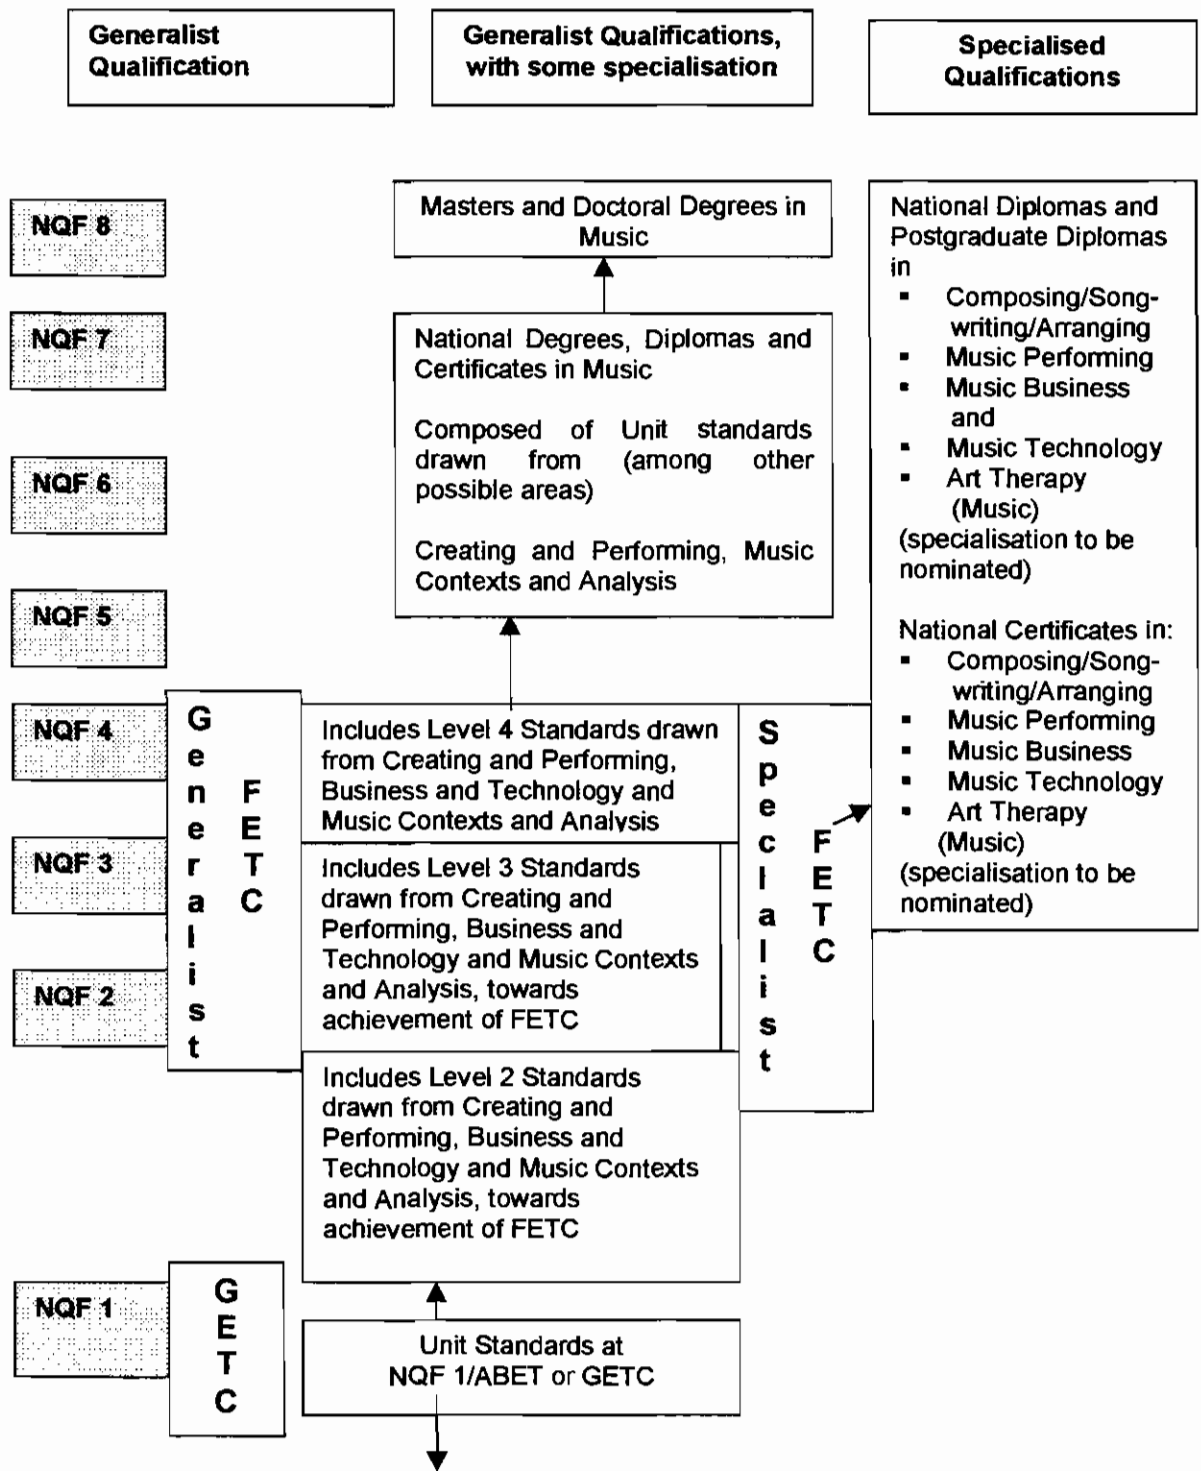 Generalist
Qualification
Generalist Qualifications,
with some specialisation
Specialised
Qualifications
NQF 8
NQF 7
NQF 6
NQF 5
NQF 4
NQF 3
NQF 2
NQF 1
Masters and Doctoral Degrees in
Music
National Degrees, Diplomas and
Certificates in Music
Composed of Unit standards
drawn from (among other
possible areas)
Creating and Performing, Music
Contexts and Analysis
National Diplomas and
Postgraduate Diplomas
in
▪ Composing/Song-
writing/Arranging
▪ Music Performing
▪ Music Business
and
▪ Music Technology
▪ Art Therapy
(Music)
(specialisation to be
nominated)
National Certificates in:
▪ Composing/Song-
writing/Arranging
▪ Music Performing
▪ Music Business
▪ Music Technology
▪ Art Therapy
(Music)
(specialisation to be
nominated)
Generalist
FETC
Includes Level 4 Standards drawn
from Creating and Performing,
Business and Technology and
Music Contexts and Analysis
Includes Level 3 Standards
drawn from Creating and
Performing, Business and
Technology and Music Contexts
and Analysis, towards
achievement of FETC
Includes Level 2 Standards
drawn from Creating and
Performing, Business and
Technology and Music Contexts
and Analysis, towards
achievement of FETC
Specialist
FETC
GETC
Unit Standards at
NQF 1/ABET or GETC